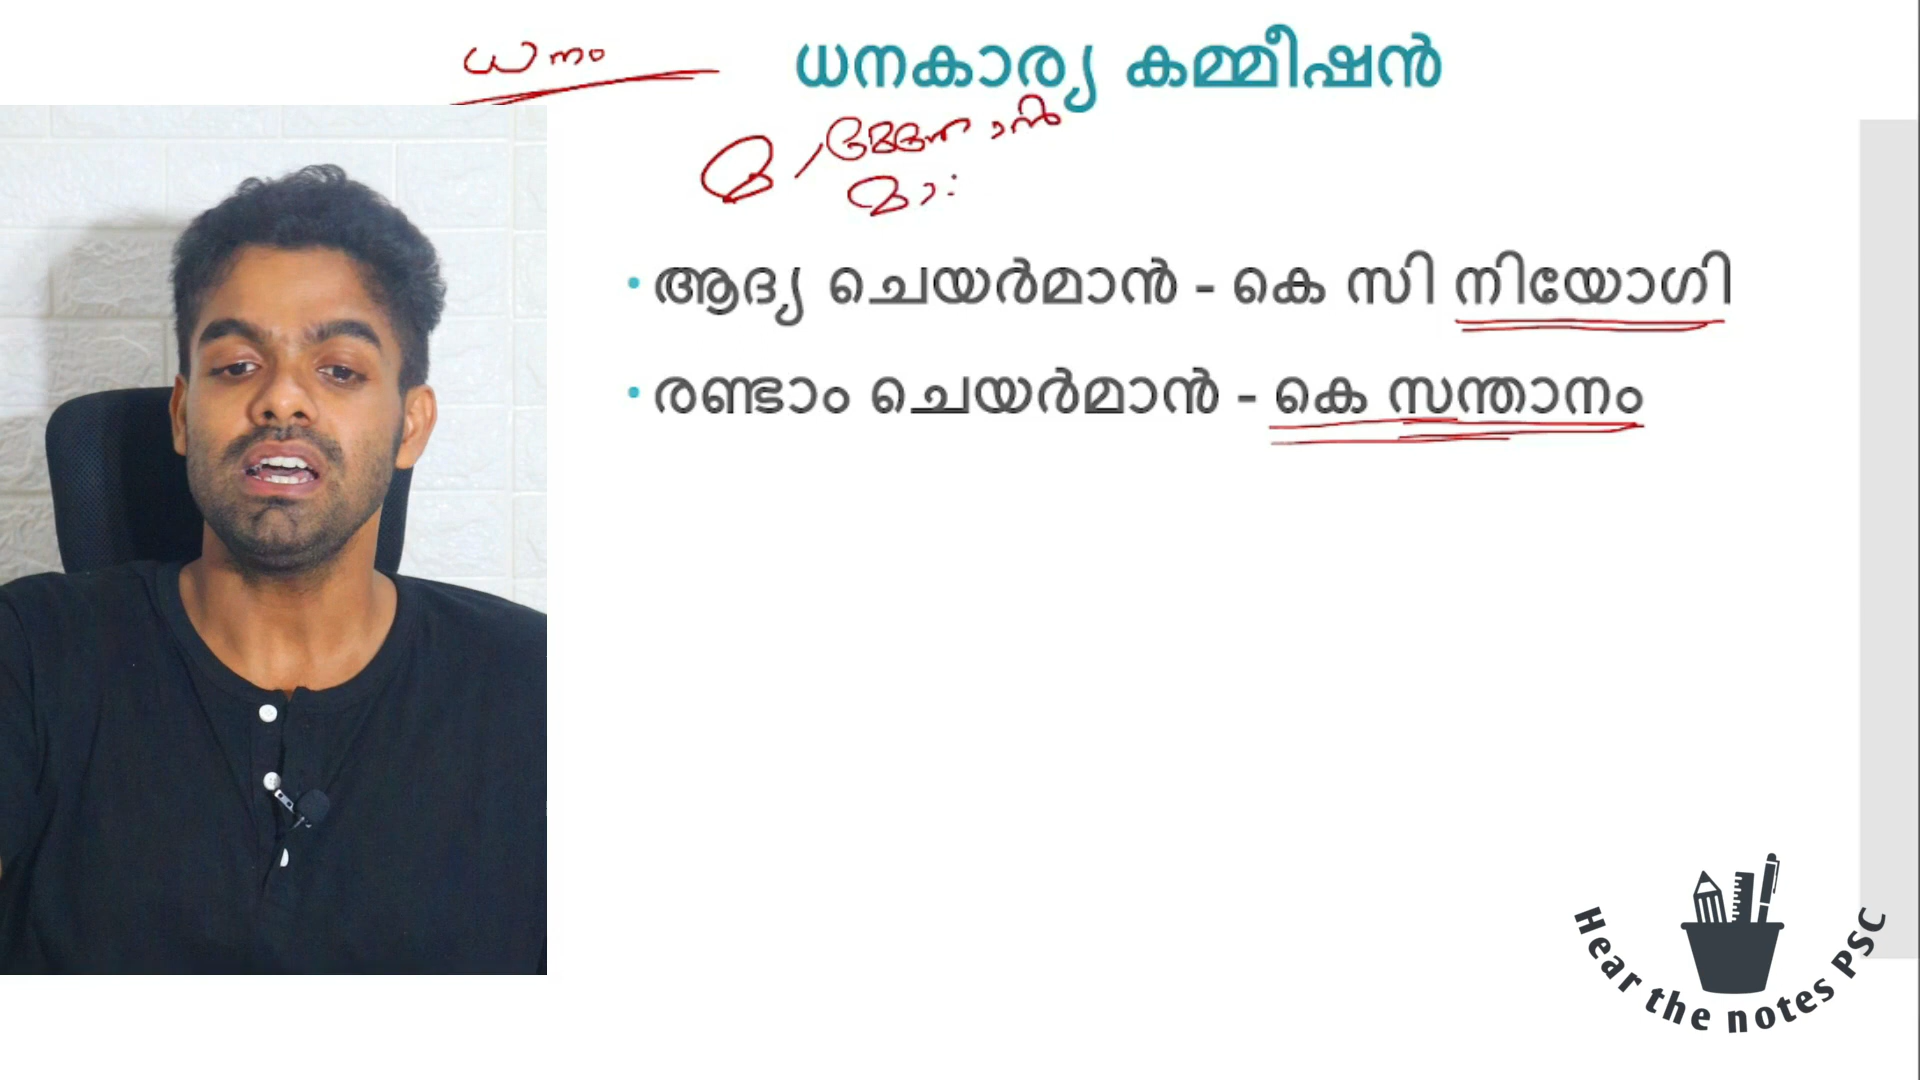 ധനം
ധനകാര്യ കമ്മീഷൻ
ആദ്യ ചെയർമാൻ - കെ സി നിയോഗി
രണ്ടാം ചെയർമാൻ - കെ സന്താനം
Hear the notes PSC